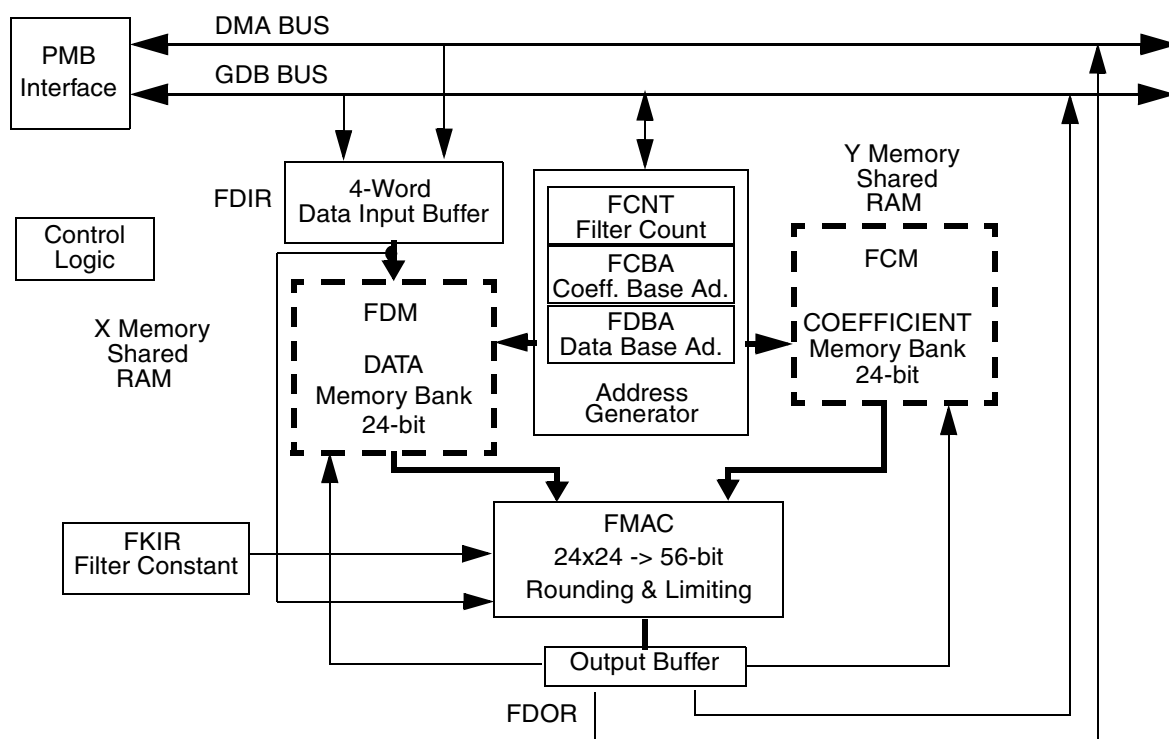 DMA BUS
PMB
Interface
GDB BUS
FDIR
4-Word
Data Input Buffer
Y Memory
Shared
RAM
FCNT
Filter Count
Control
Logic
FCBA
Coeff. Base Ad.
FCM
FDM
FDBA
Data Base Ad.
COEFFICIENT
Memory Bank
24-bit
X Memory
Shared
RAM
DATA
Memory Bank
24-bit
Address
Generator
FMAC
24x24 -> 56-bit
Rounding & Limiting
FKIR
Filter Constant
Output Buffer
FDOR